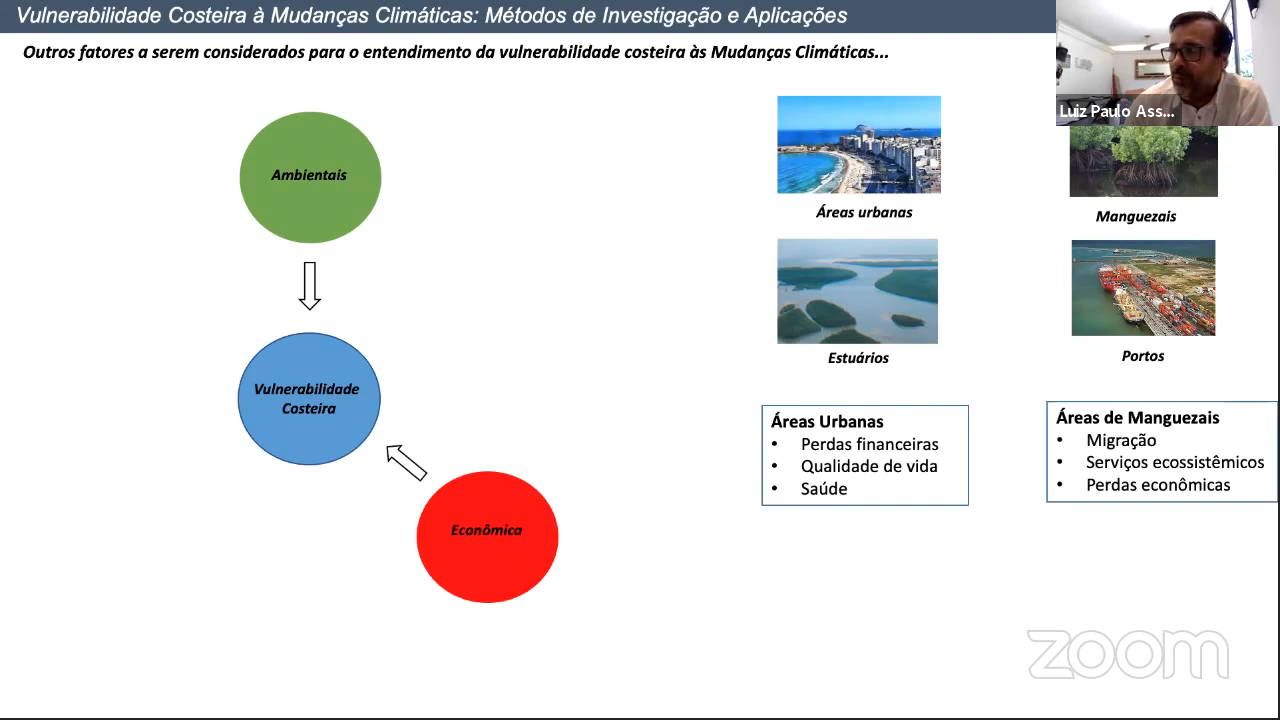 Vulnerabilidade Costeira à Mudanças Climáticas: Métodos de Investigação e Aplicações
Outros fatores a serem considerados para o entendimento da vulnerabilidade costeira às Mudanças Climáticas...
Luiz Paulo Ass...
Ambientais
Vulnerabilidade
Costeira
Econômica
Áreas urbanas
Manguezais
Estuários
Portos
Áreas Urbanas
• Perdas financeiras
• Qualidade de vida
• Saúde
Áreas de Manguezais
• Migração
• Serviços ecossistêmicos
• Perdas econômicas
zoom